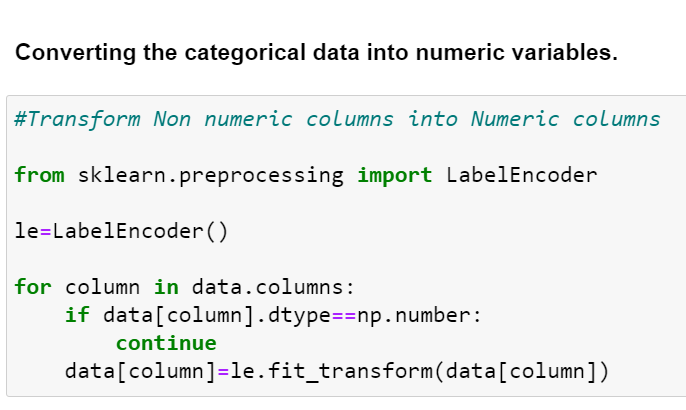 Converting the categorical data into numeric variables.
#Transform Non numeric columns into Numeric columns
from sklearn.preprocessing import LabelEncoder
le=LabelEncoder()
for column in data.columns:
    if data[column].dtype==np.number:
        continue
    data[column]=le.fit_transform(data[column])